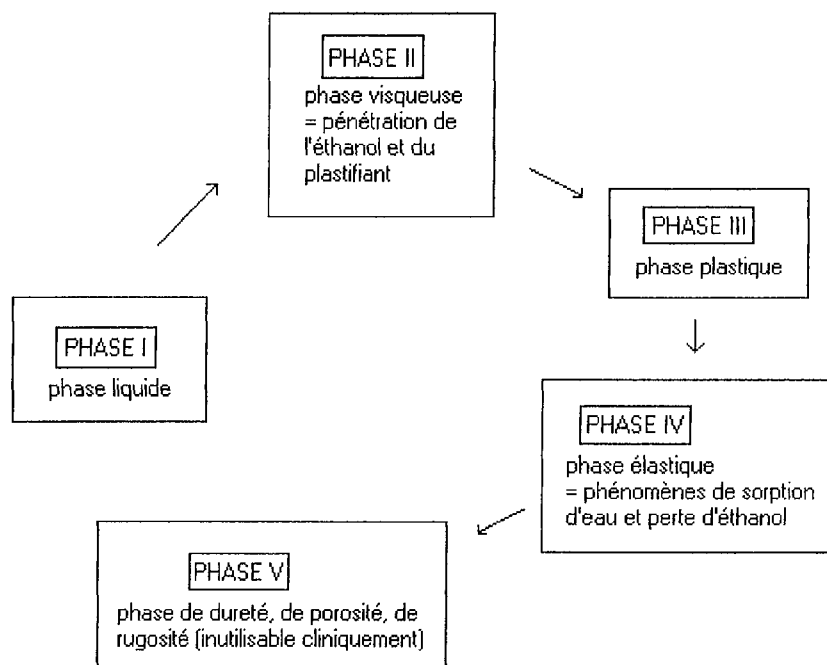 PHASE I
phase liquide
PHASE II
phase visqueuse
= pénétration de
l'éthanol et du
plastifiant
PHASE III
phase plastique
PHASE IV
phase élastique
= phénomènes de sorption
d'eau et perte d'éthanol
PHASE V
phase de dureté, de porosité, de
rugosité (inutilisable cliniquement)